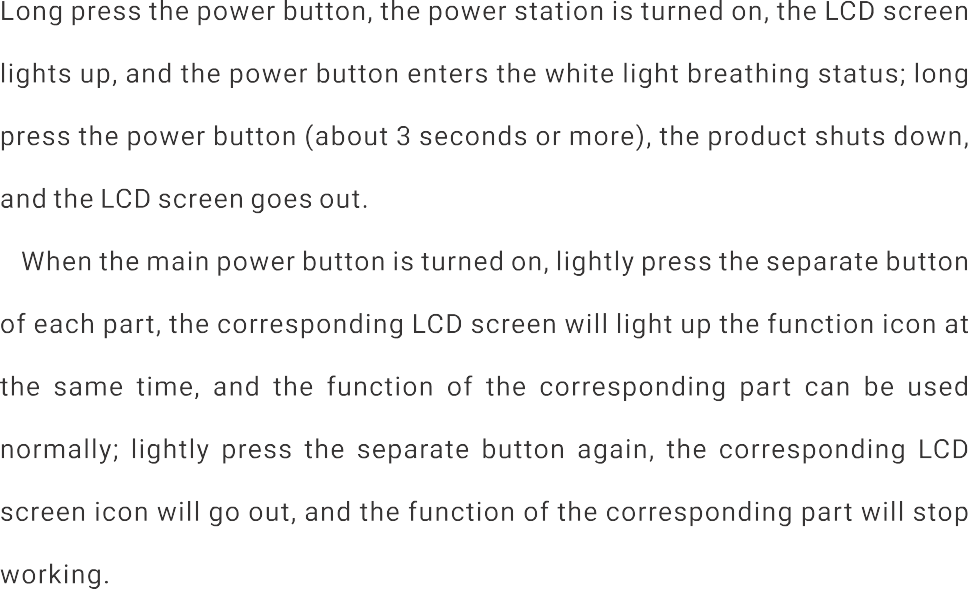 Long press the power button, the power station is turned on, the LCD screen
lights up, and the power button enters the white light breathing status; long
press the power button (about 3 seconds or more), the product shuts down,
and the LCD screen goes out.
When the main power button is turned on, lightly press the separate button
of each part, the corresponding LCD screen will light up the function icon at
the same time, and the function of the corresponding part can be used
normally; lightly press the separate button again, the corresponding LCD
screen icon will go out, and the function of the corresponding part will stop
working.